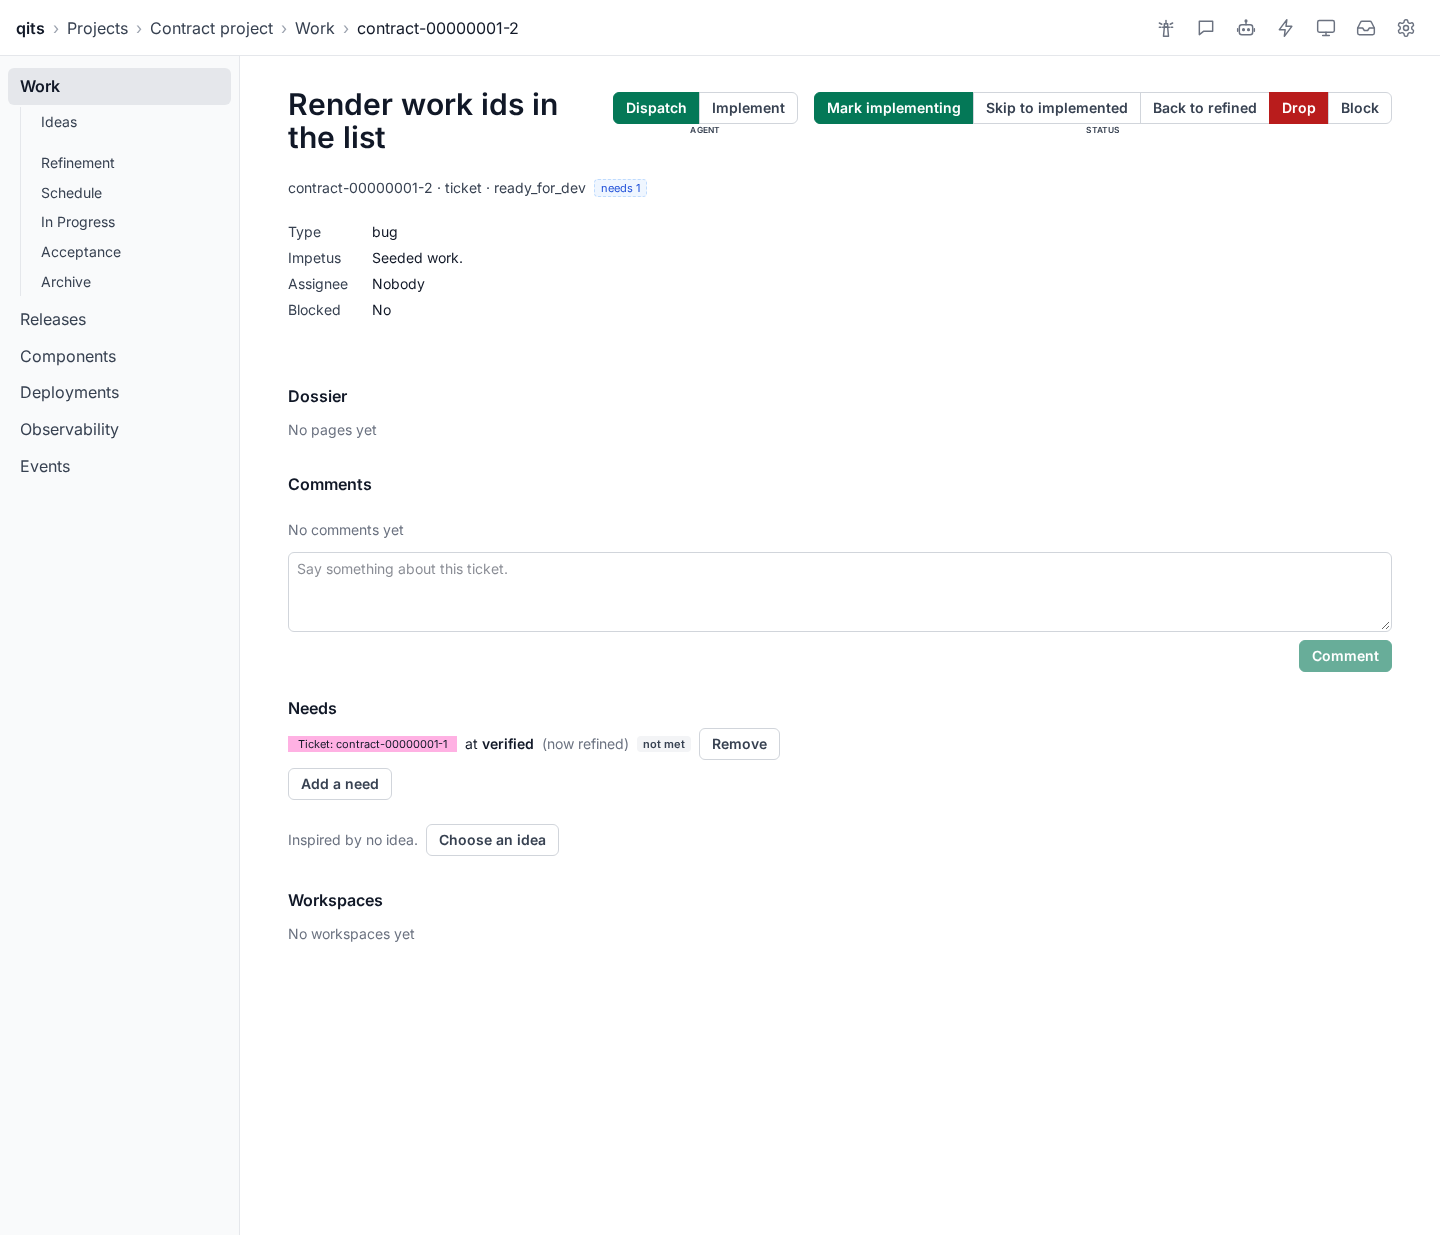 qits › Projects › Contract project › Work › contract-00000001-2
Work
Ideas
Refinement
Schedule
In Progress
Acceptance
Archive
Releases
Components
Deployments
Observability
Events
Render work ids in
the list
Dispatch Implement
AGENT
Mark implementing Skip to implemented Back to refined Drop Block
STATUS
contract-00000001-2 · ticket · ready_for_dev needs 1
Type bug
Impetus Seeded work.
Assignee Nobody
Blocked No
Dossier
No pages yet
Comments
No comments yet
Say something about this ticket.
Comment
Needs
Ticket: contract-00000001-1 at verified (now refined) not met Remove
Add a need
Inspired by no idea. Choose an idea
Workspaces
No workspaces yet